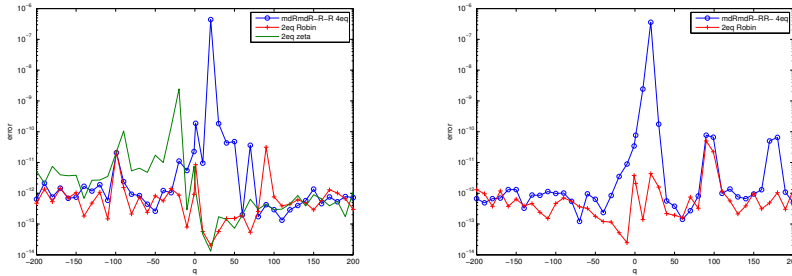 10^-6
10^-7
10^-8
10^-9
10^-10
10^-11
10^-12
10^-13
10^-14
error
-200 -150 -100 -50 0 50 100 150 200
q
mdRmdR-R-R 4eq
2eq Robin
2eq zeta
10^-6
10^-7
10^-8
10^-9
10^-10
10^-11
10^-12
10^-13
10^-14
error
-200 -150 -100 -50 0 50 100 150 200
q
mdRmdR-RR- 4eq
2eq Robin